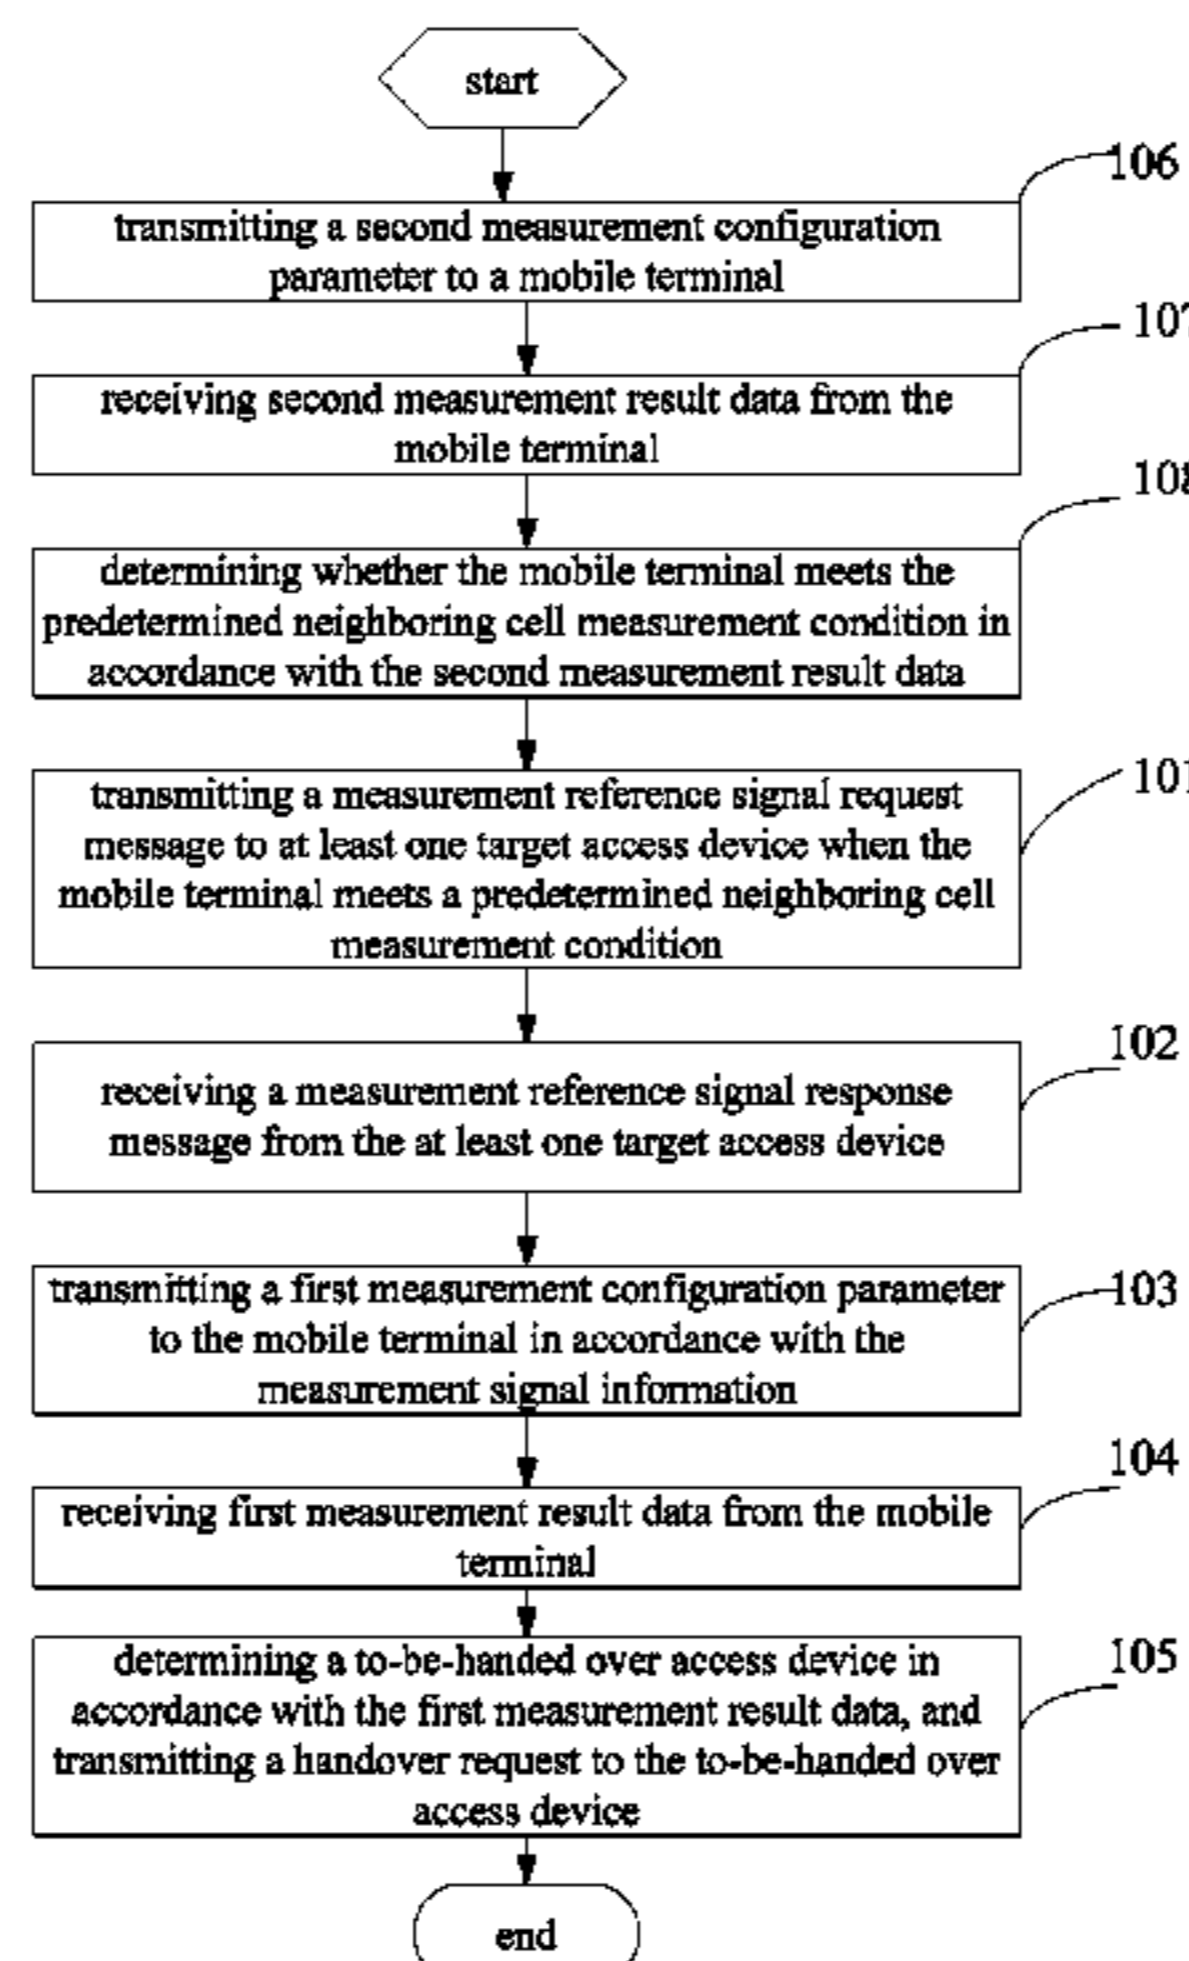 start
106
transmitting a second measurement configuration
parameter to a mobile terminal
107
receiving second measurement result data from the
mobile terminal
108
determining whether the mobile terminal meets the
predetermined neighboring cell measurement condition in
accordance with the second measurement result data
101
transmitting a measurement reference signal request
message to at least one target access device when the
mobile terminal meets a predetermined neighboring cell
measurement condition
102
receiving a measurement reference signal response
message from the at least one target access device
103
transmitting a first measurement configuration parameter
to the mobile terminal in accordance with the
measurement signal information
104
receiving first measurement result data from the mobile
terminal
105
determining a to-be-handed over access device in
accordance with the first measurement result data, and
transmitting a handover request to the to-be-handed over
access device
end